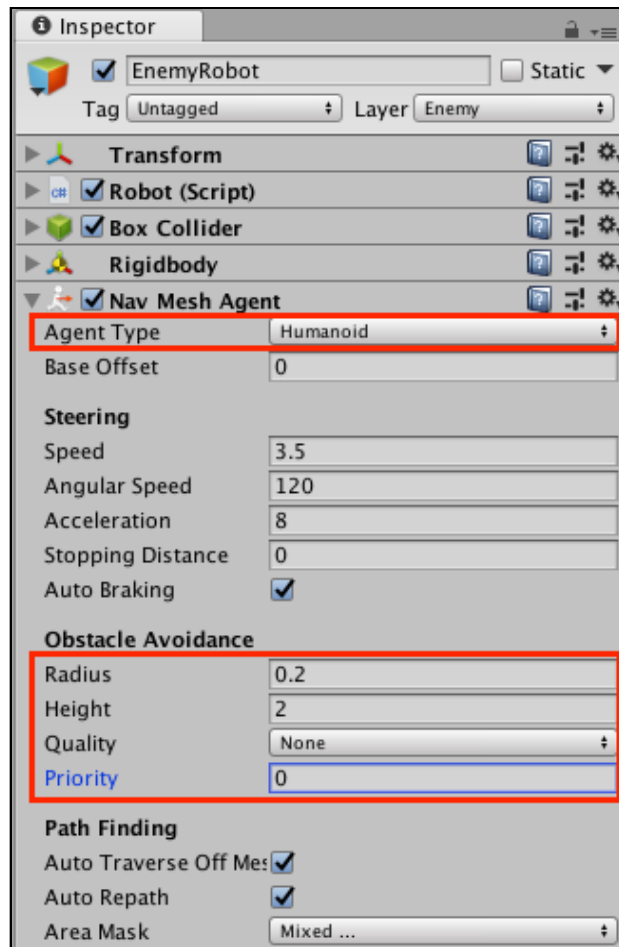 Inspector
EnemyRobot Static
Tag Untagged Layer Enemy
Transform
C# Robot (Script)
Box Collider
Rigidbody
Nav Mesh Agent
Agent Type Humanoid
Base Offset 0
Steering
Speed 3.5
Angular Speed 120
Acceleration 8
Stopping Distance 0
Auto Braking
Obstacle Avoidance
Radius 0.2
Height 2
Quality None
Priority 0
Path Finding
Auto Traverse Off Mes
Auto Repath
Area Mask Mixed ...